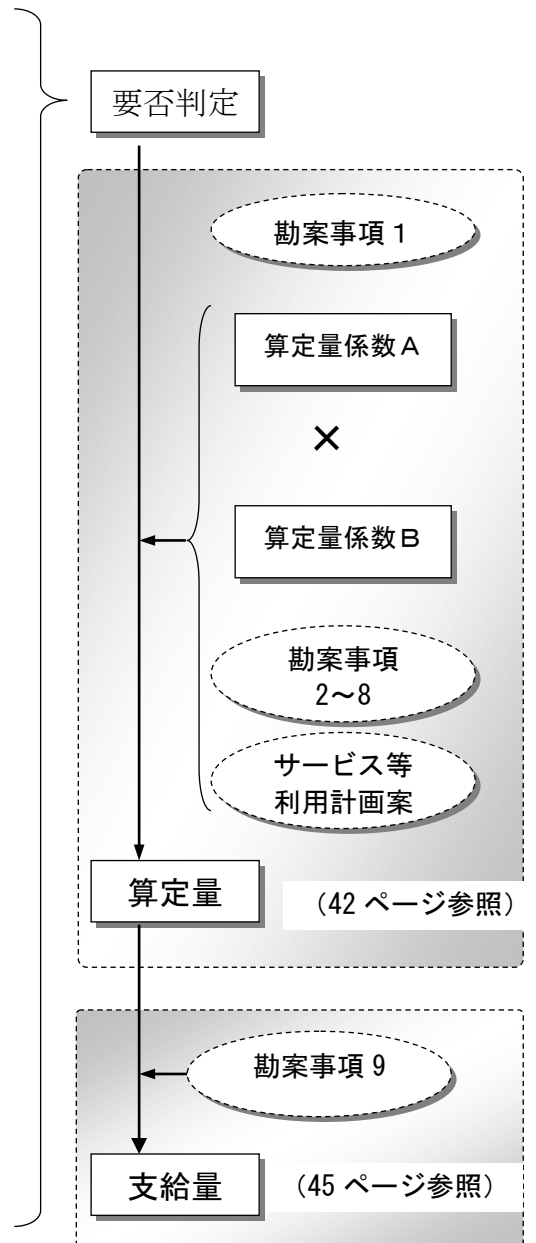 要否判定
勘案事項1
算定量係数A
×
算定量係数B
勘案事項
2～8
サービス等
利用計画案
算定量
（42 ページ参照）
勘案事項 9
支給量
（45 ページ参照）